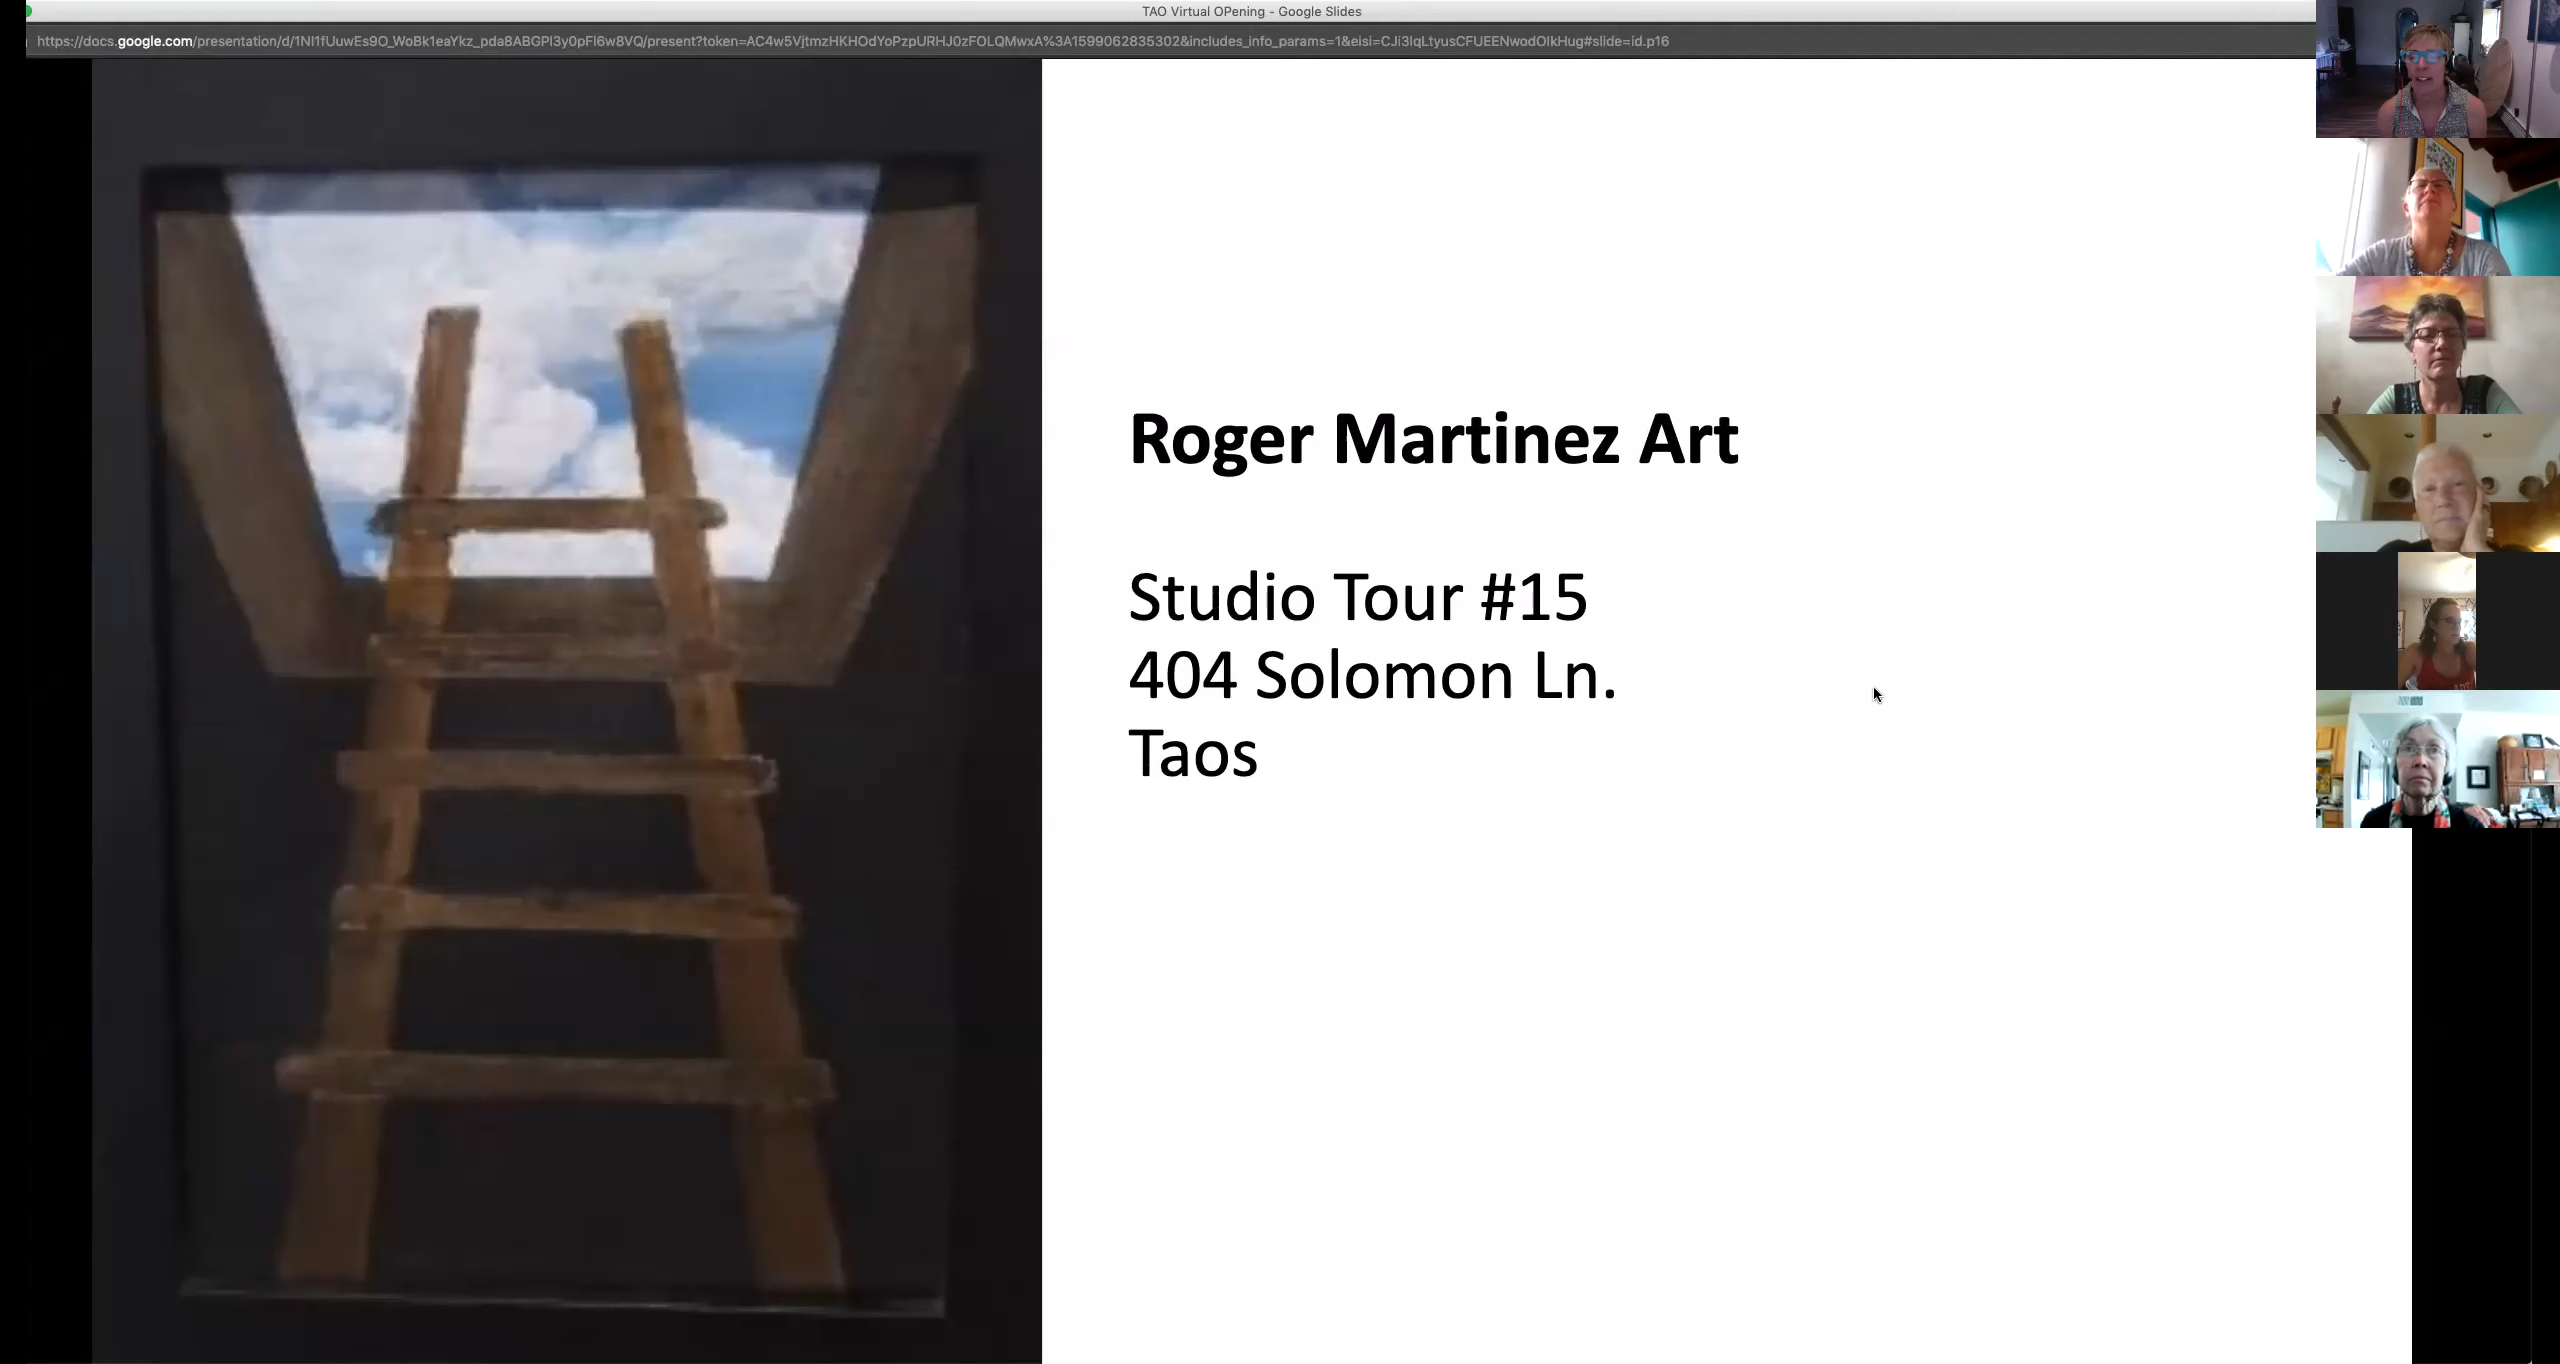 TAO Virtual OPening - Google Slides
https://docs.google.com/presentation/d/1NI1fUuwEs9O_WoBk1eaYkz_pda8ABGPl3y0pFl6w8VQ/present?token=AC4w5VjtmzHKHOdYoPzpURHJ0zFOLQMwxA%3A1599062835302&includes_info_params=1&eisi=CJi3lqLtyusCFUEENwodOlkHug#slide=id.p16
Roger Martinez Art
Studio Tour #15
404 Solomon Ln.
Taos